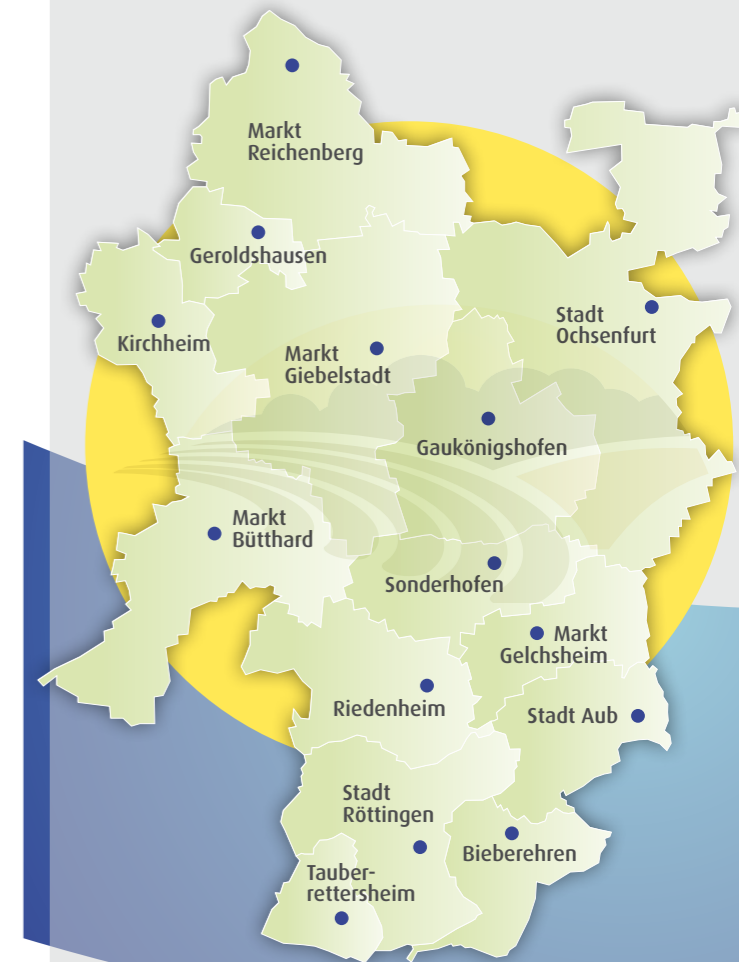 Markt
Reichenberg
Geroldshausen
Kirchheim
Markt
Giebelstadt
Stadt
Ochsenfurt
Gaukönigshofen
Markt
Bütthard
Sonderhofen
Markt
Gelchsheim
Riedenheim
Stadt Aub
Stadt
Röttingen
Bieberehren
Tauber-
rettersheim